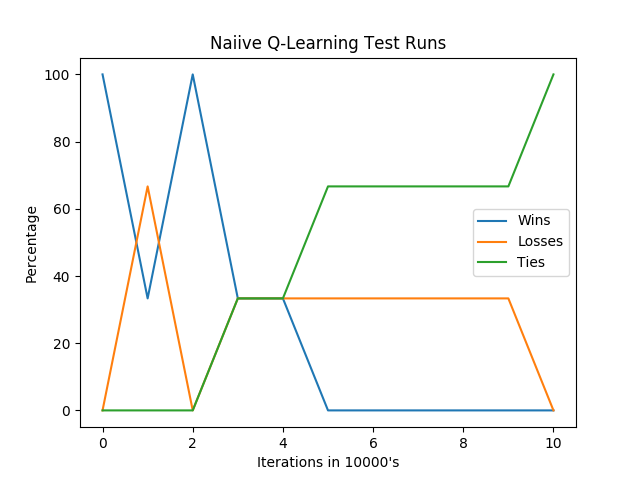 Naiive Q-Learning Test Runs
100
80
60
40
20
0
Percentage
Wins
Losses
Ties
0 2 4 6 8 10
Iterations in 10000's